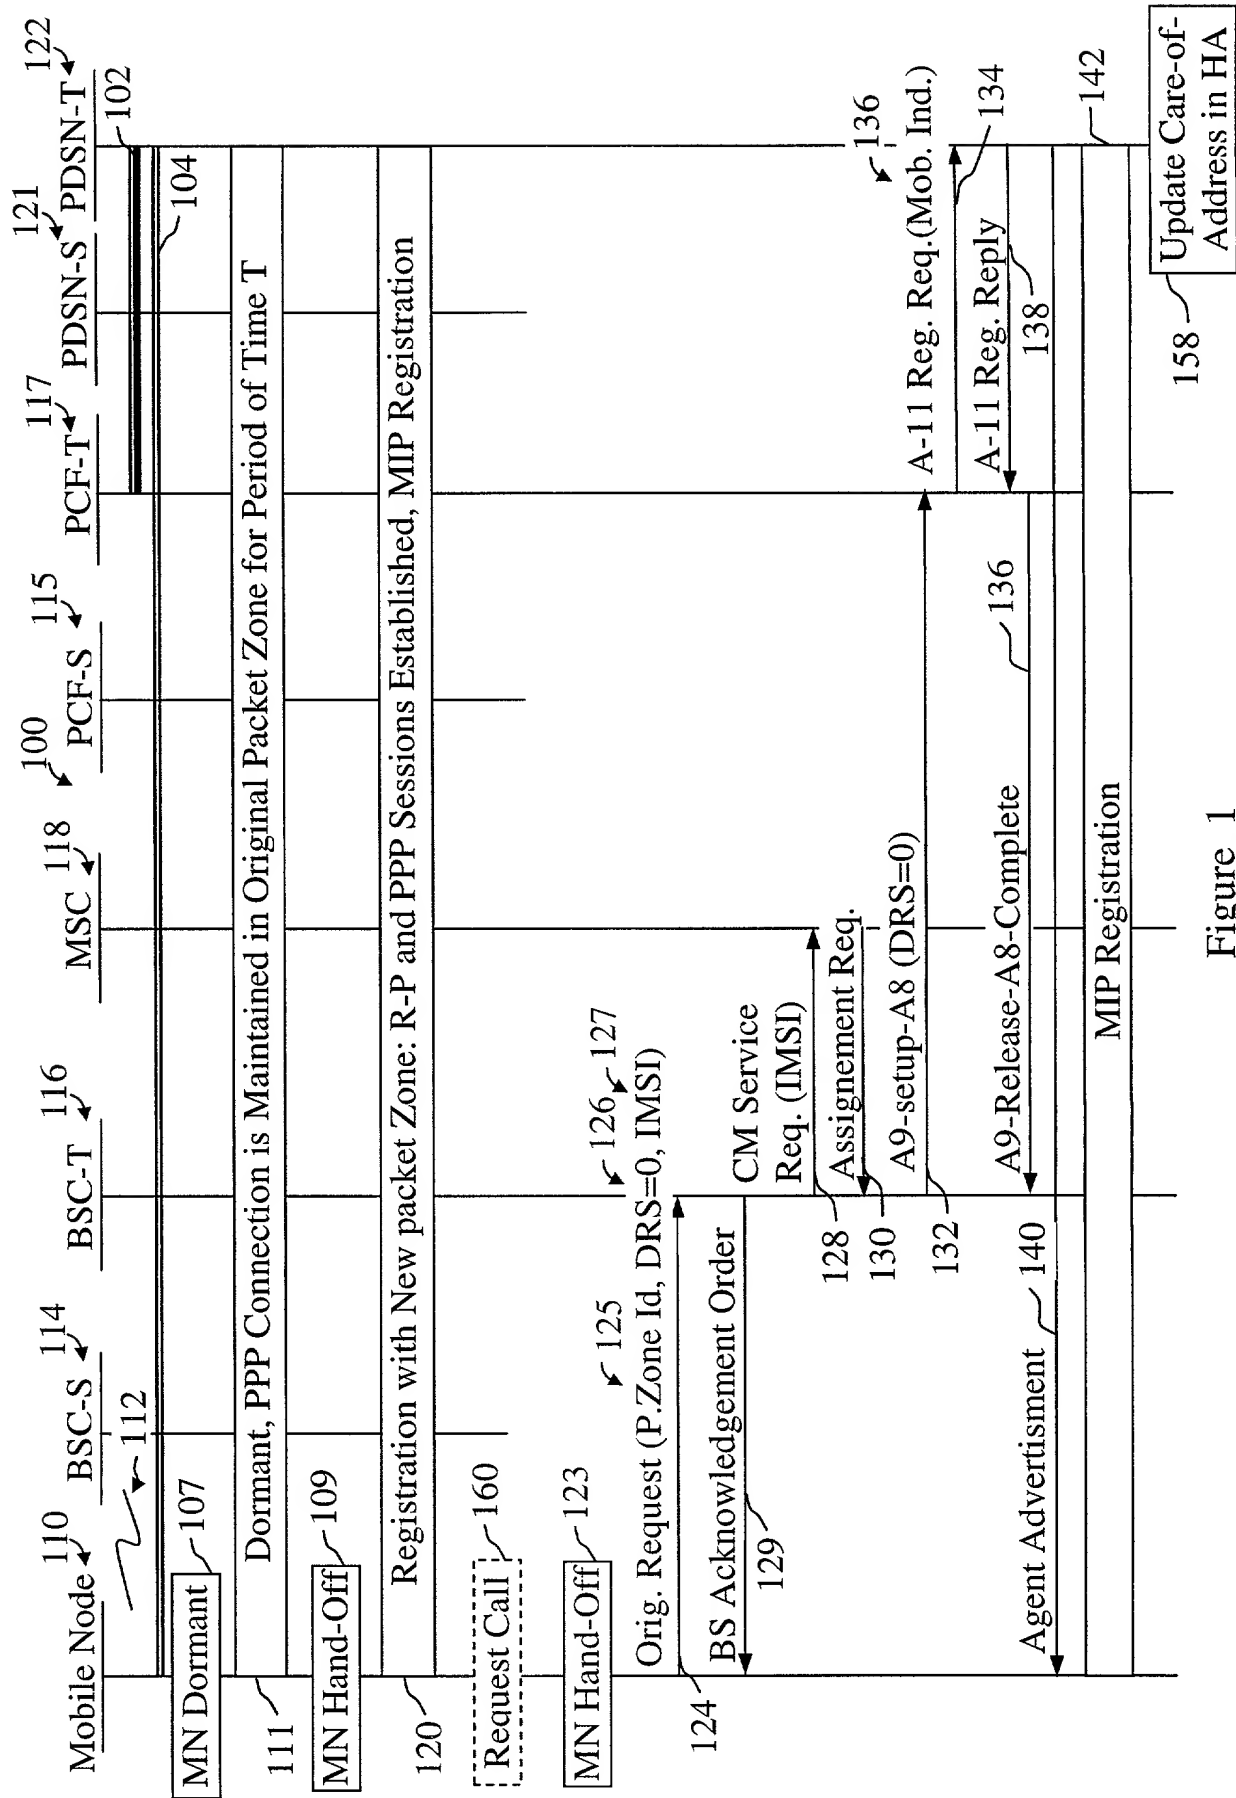 100
Mobile Node 110
BSC-S 114
BSC-T 116
MSC 118
PCF-S 115
PCF-T 117
PDSN-S 121
PDSN-T 122
112
102
104
MN Dormant 107
111
Dormant, PPP Connection is Maintained in Original Packet Zone for Period of Time T
MN Hand-Off 109
120
Registration with New packet Zone: R-P and PPP Sessions Established, MIP Registration
Request Call 160
MN Hand-Off 123
125
126
127
Orig. Request (P.Zone Id, DRS=0, IMSI)
124
BS Acknowledgement Order
129
CM Service
Req. (IMSI)
128
Assignement Req.
130
A9-setup-A8 (DRS=0)
132
136
A-11 Reg. Req.(Mob. Ind.)
134
A-11 Reg. Reply
138
A9-Release-A8-Complete
136
Agent Advertisment
140
MIP Registration
142
158
Update Care-of-
Address in HA
Figure 1